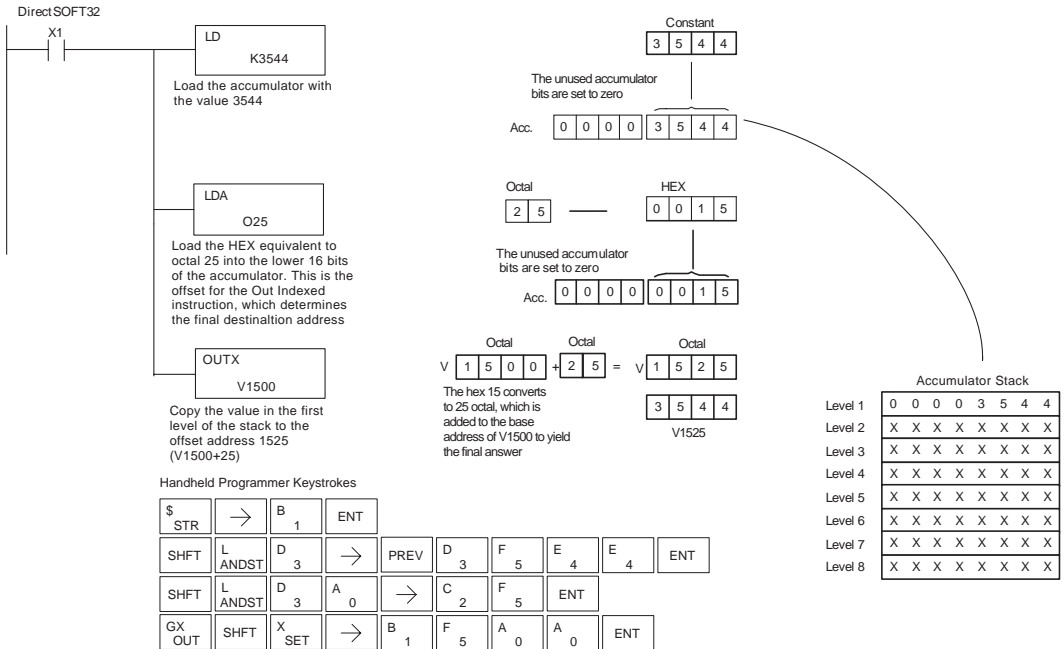 DirectSOFT32
X1
LD
K3544
Load the accumulator with
the value 3544
LDA
O25
Load the HEX equivalent to
octal 25 into the lower 16 bits
of the accumulator. This is the
offset for the Out Indexed
instruction, which determines
the final destinaltion address
OUTX
V1500
Copy the value in the first
level of the stack to the
offset address 1525
(V1500+25)
Constant
3 5 4 4
The unused accumulator
bits are set to zero
Acc. 0 0 0 0 3 5 4 4
Octal HEX
2 5 0 0 1 5
The unused accumulator
bits are set to zero
Acc. 0 0 0 0 0 0 1 5
Octal Octal Octal
V 1 5 0 0 + 2 5 = V 1 5 2 5
The hex 15 converts
to 25 octal, which is
added to the base
address of V1500 to yield
the final answer
3 5 4 4
V1525
Accumulator Stack
Level 1 0 0 0 0 3 5 4 4
Level 2 X X X X X X X X
Level 3 X X X X X X X X
Level 4 X X X X X X X X
Level 5 X X X X X X X X
Level 6 X X X X X X X X
Level 7 X X X X X X X X
Level 8 X X X X X X X X
Handheld Programmer Keystrokes
$ STR → B 1 ENT
SHFT L ANDST D 3 → PREV D 3 F 5 E 4 E 4 ENT
SHFT L ANDST D 3 A 0 → C 2 F 5 ENT
GX OUT SHFT X SET → B 1 F 5 A 0 A 0 ENT